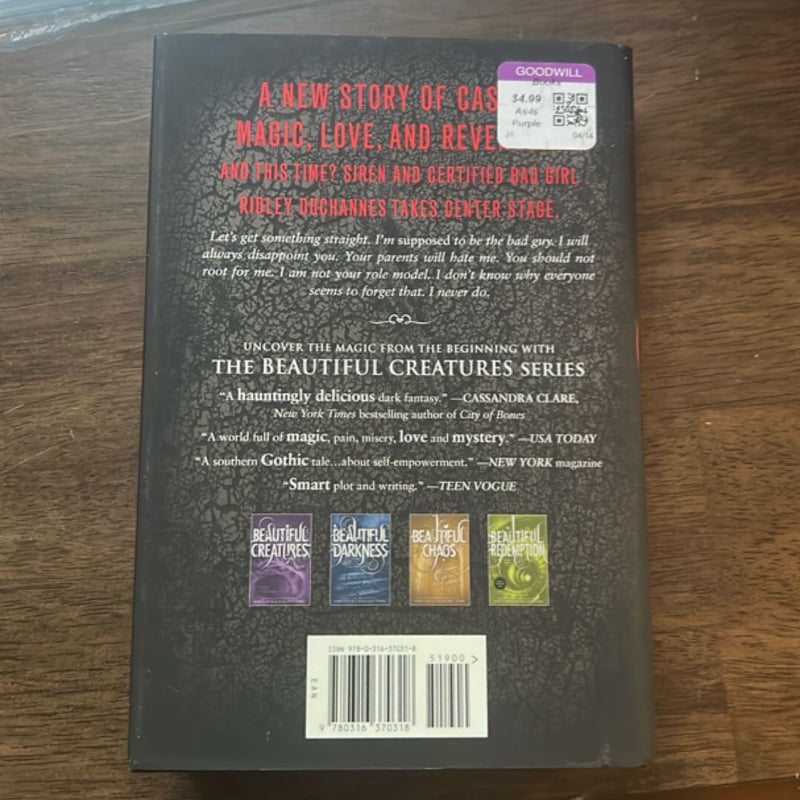 GOODWILL
Books
$4.99
As-Is
Purple
31 04/14
A NEW STORY OF CAS
MAGIC, LOVE, AND REVE
AND THIS TIME? SIREN AND CERTIFIED BAD GIRL
RIDLEY DUCHANNES TAKES CENTER STAGE.
Let's get something straight. I'm supposed to be the bad guy. I will
always disappoint you. Your parents will hate me. You should not
root for me. I am not your role model. I don't know why everyone
seems to forget that. I never do.
UNCOVER THE MAGIC FROM THE BEGINNING WITH
THE BEAUTIFUL CREATURES SERIES
“A hauntingly delicious dark fantasy.” —CASSANDRA CLARE,
New York Times bestselling author of City of Bones
“A world full of magic, pain, misery, love and mystery.” —USA TODAY
“A southern Gothic tale…about self-empowerment.” —NEW YORK magazine
“Smart plot and writing.” —TEEN VOGUE
BEAUTIFUL
CREATURES
BEAUTIFUL
DARKNESS
BEAUTIFUL
CHAOS
BEAUTIFUL
REDEMPTION
ISBN 978-0-316-37031-8
51900 >
EAN
9 780316 370318